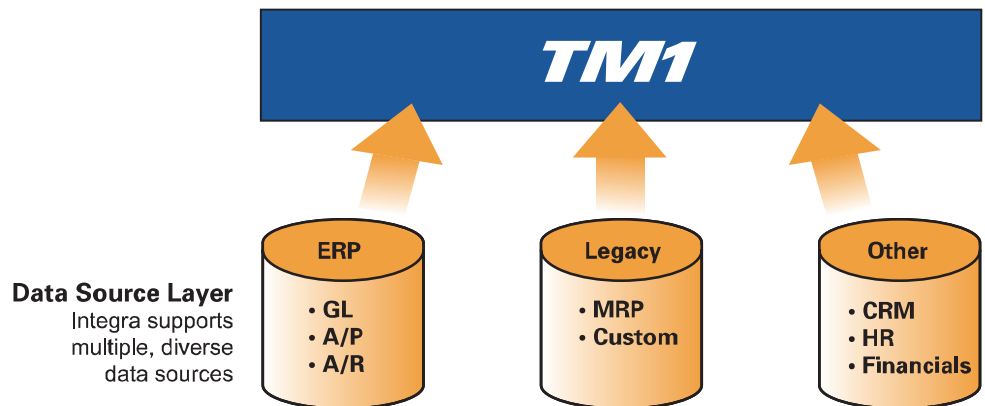 TM1
ERP
Legacy
Other
Data Source Layer
Integra supports
multiple, diverse
data sources
• GL
• A/P
• A/R
• MRP
• Custom
• CRM
• HR
• Financials